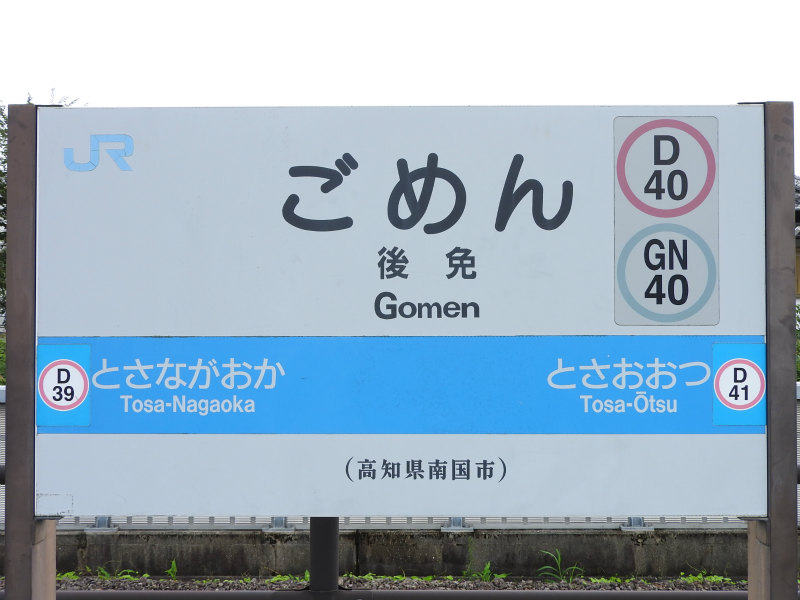 JR
ごめん
後免
Gomen
D
40
GN
40
D
39
とさながおか
Tosa-Nagaoka
とさおおつ
Tosa-Ōtsu
D
41
(高知県南国市)